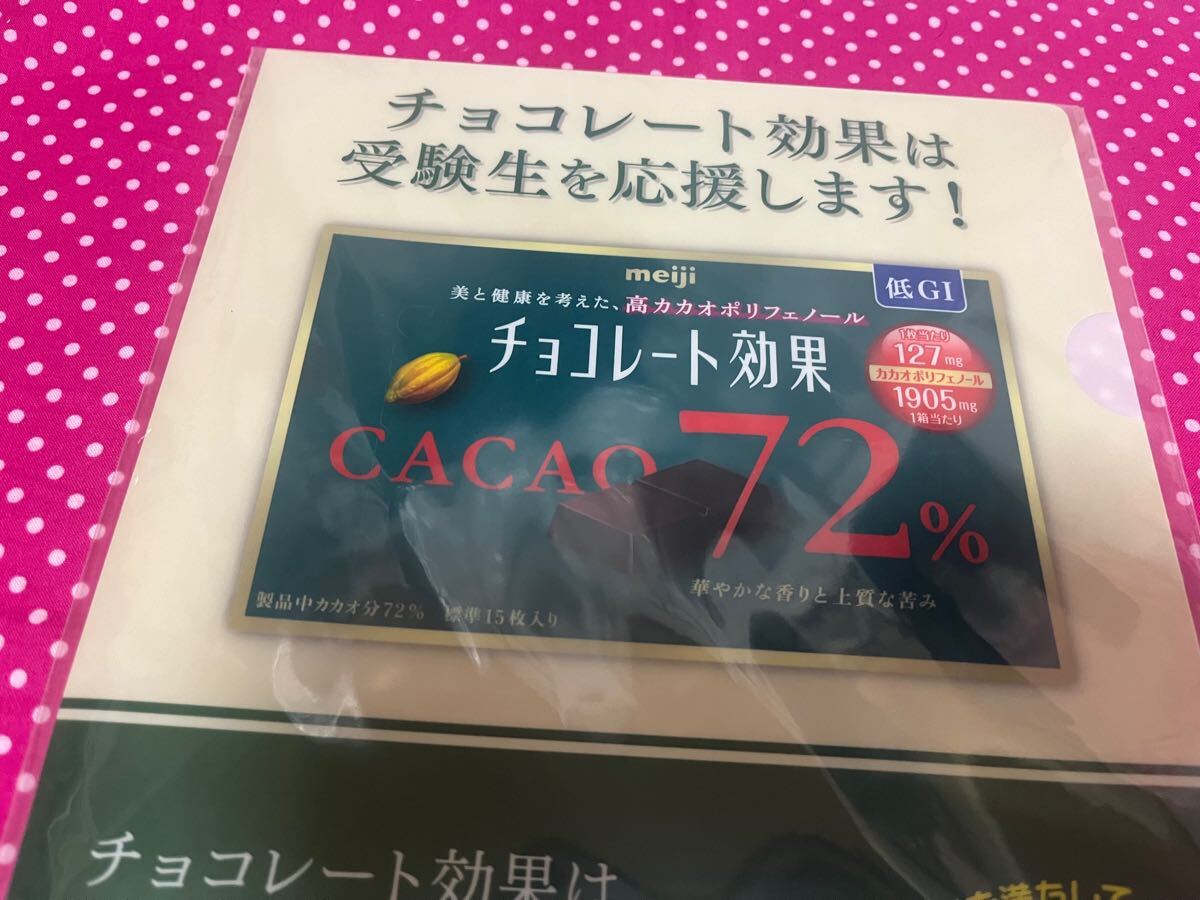 チョコレート効果は
受験生を応援します!
meiji
低GI
美と健康を考えた、高カカオポリフェノール
チョコレート効果
1枚当たり
127mg
カカオポリフェノール
1905mg
1箱当たり
CACAO 72%
華やかな香りと上質な苦み
製品中カカオ分72% 標準15枚入り
チョコレート効果は
を満たして